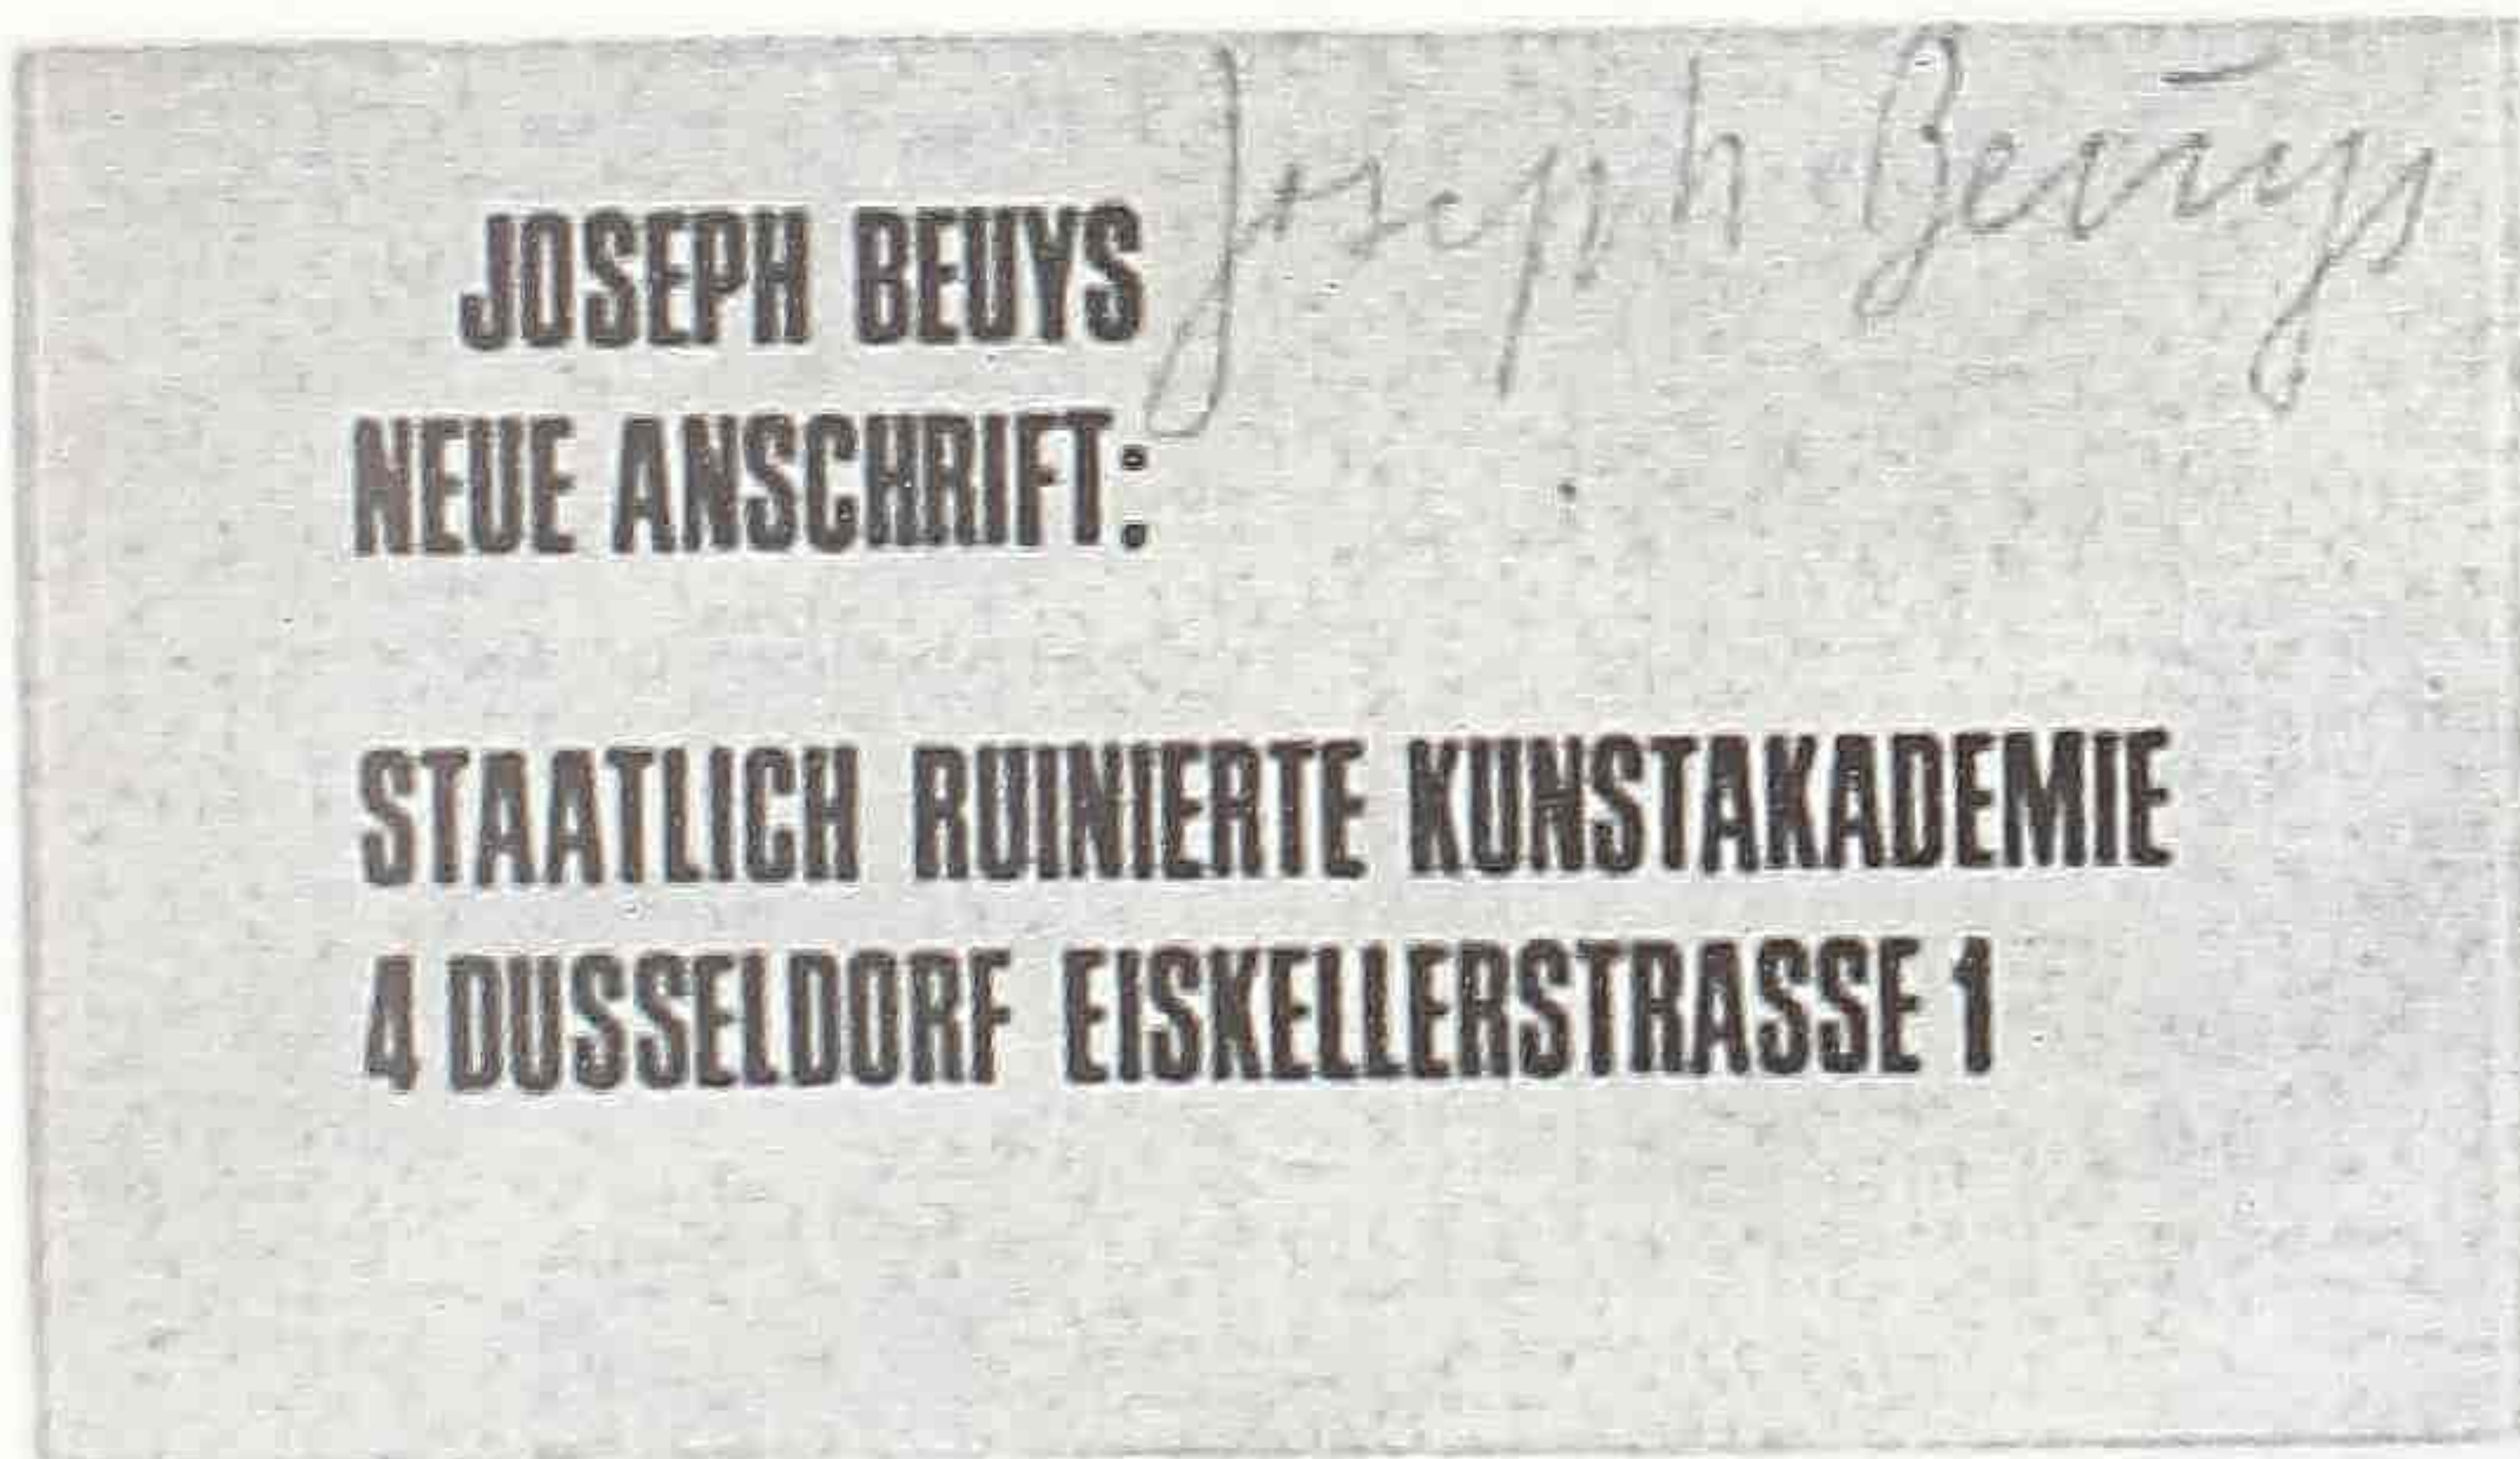 Joseph Beuys
JOSEPH BEUYS
NEUE ANSCHRIFT:
STAATLICH RUINIERTE KUNSTAKADEMIE
4 DUSSELDORF EISKELLERSTRASSE 1